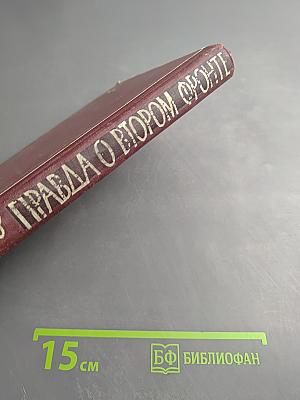 ПРАВДА О ВТОРОМ ФРОНТЕ
15 см
БФ БИБЛИОФАН